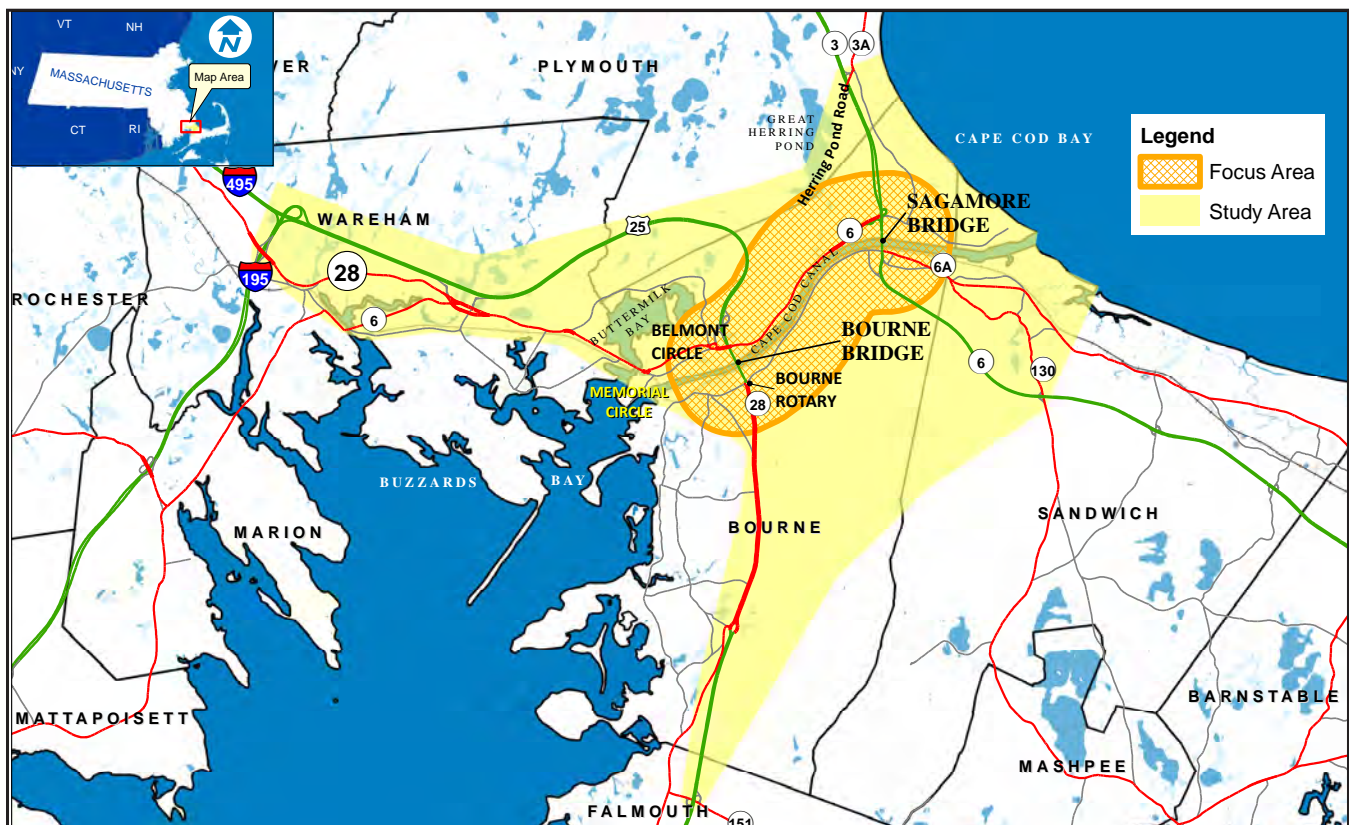 VT
NH
NY
MASSACHUSETTS
CT
RI
N
Map Area
VER
PLYMOUTH
3
3A
GREAT
HERRING
POND
Herring Pond Road
CAPE COD BAY
Legend
Focus Area
Study Area
495
WAREHAM
25
SAGAMORE
BRIDGE
6
195
28
6A
ROCHESTER
6
BUTTERMILK
BAY
CAPE COD CANAL
BELMONT
CIRCLE
BOURNE
BRIDGE
6
130
BOURNE
ROTARY
MEMORIAL
CIRCLE
28
BUZZARDS
BAY
BOURNE
SANDWICH
MARION
MATTAPOISETT
BARNSTABLE
MASHPEE
FALMOUTH
151